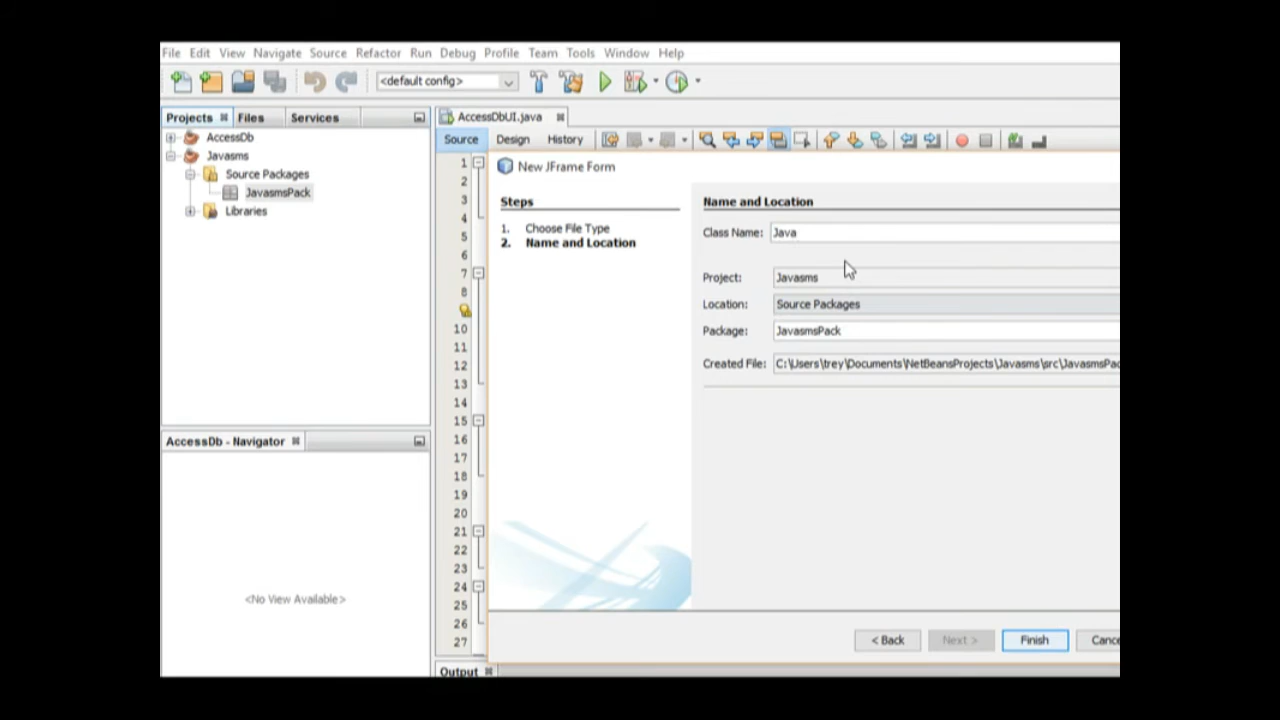 File Edit View Navigate Source Refactor Run Debug Profile Team Tools Window Help
<default config>
Projects Files Services
AccessDb
Javasms
Source Packages
JavasmsPack
Libraries
AccessDb - Navigator
<No View Available>
AccessDbUI.java
Source Design History
1
2
3
4
5
6
7
8
10
11
12
13
14
15
16
17
18
19
20
21
22
23
24
25
26
27
New JFrame Form
Steps
1. Choose File Type
2. Name and Location
Name and Location
Class Name: Java
Project: Javasms
Location: Source Packages
Package: JavasmsPack
Created File: C:\Users\trey\Documents\NetBeansProjects\Javasms\src\JavasmsPac
< Back Next > Finish Cance
Output